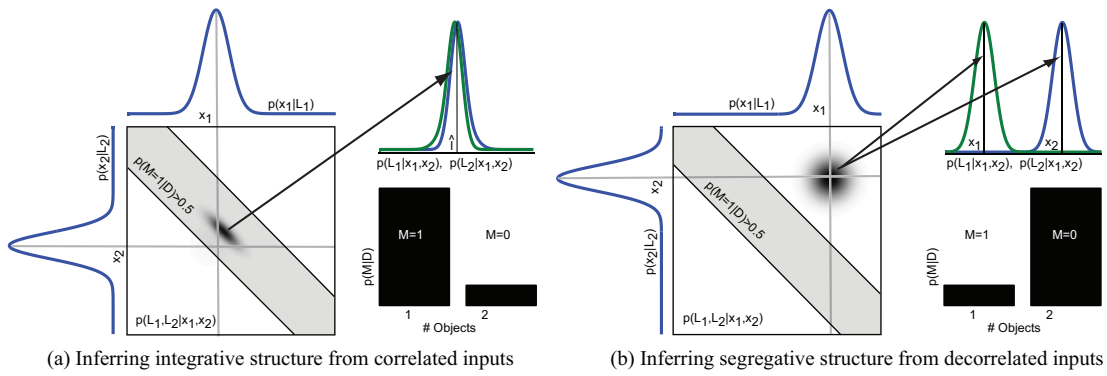 p(x1|L1)
x1
p(x2|L2)
x2
p(M=1|D)>0.5
p(L1,L2|x1,x2)
l̂
p(L1|x1,x2), p(L2|x1,x2)
p(M|D)
M=1
M=0
1
2
# Objects
(a) Inferring integrative structure from correlated inputs
p(x1|L1)
x1
x2
p(x2|L2)
p(M=1|D)>0.5
p(L1,L2|x1,x2)
x1
x2
p(L1|x1,x2), p(L2|x1,x2)
p(M|D)
M=1
M=0
1
2
# Objects
(b) Inferring segregative structure from decorrelated inputs